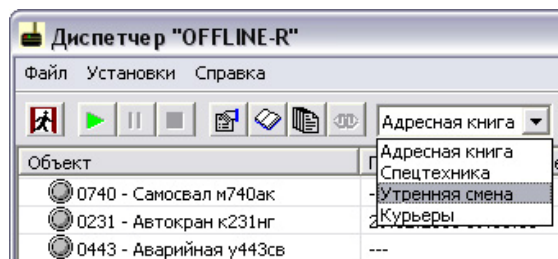 Диспетчер "OFFLINE-R"
Файл Установки Справка
Адресная книга
Объект
Адресная книга
Спецтехника
Утренняя смена
Курьеры
0740 - Самосвал м740ак
0231 - Автокран к231нг
0443 - Аварийная у443св ---